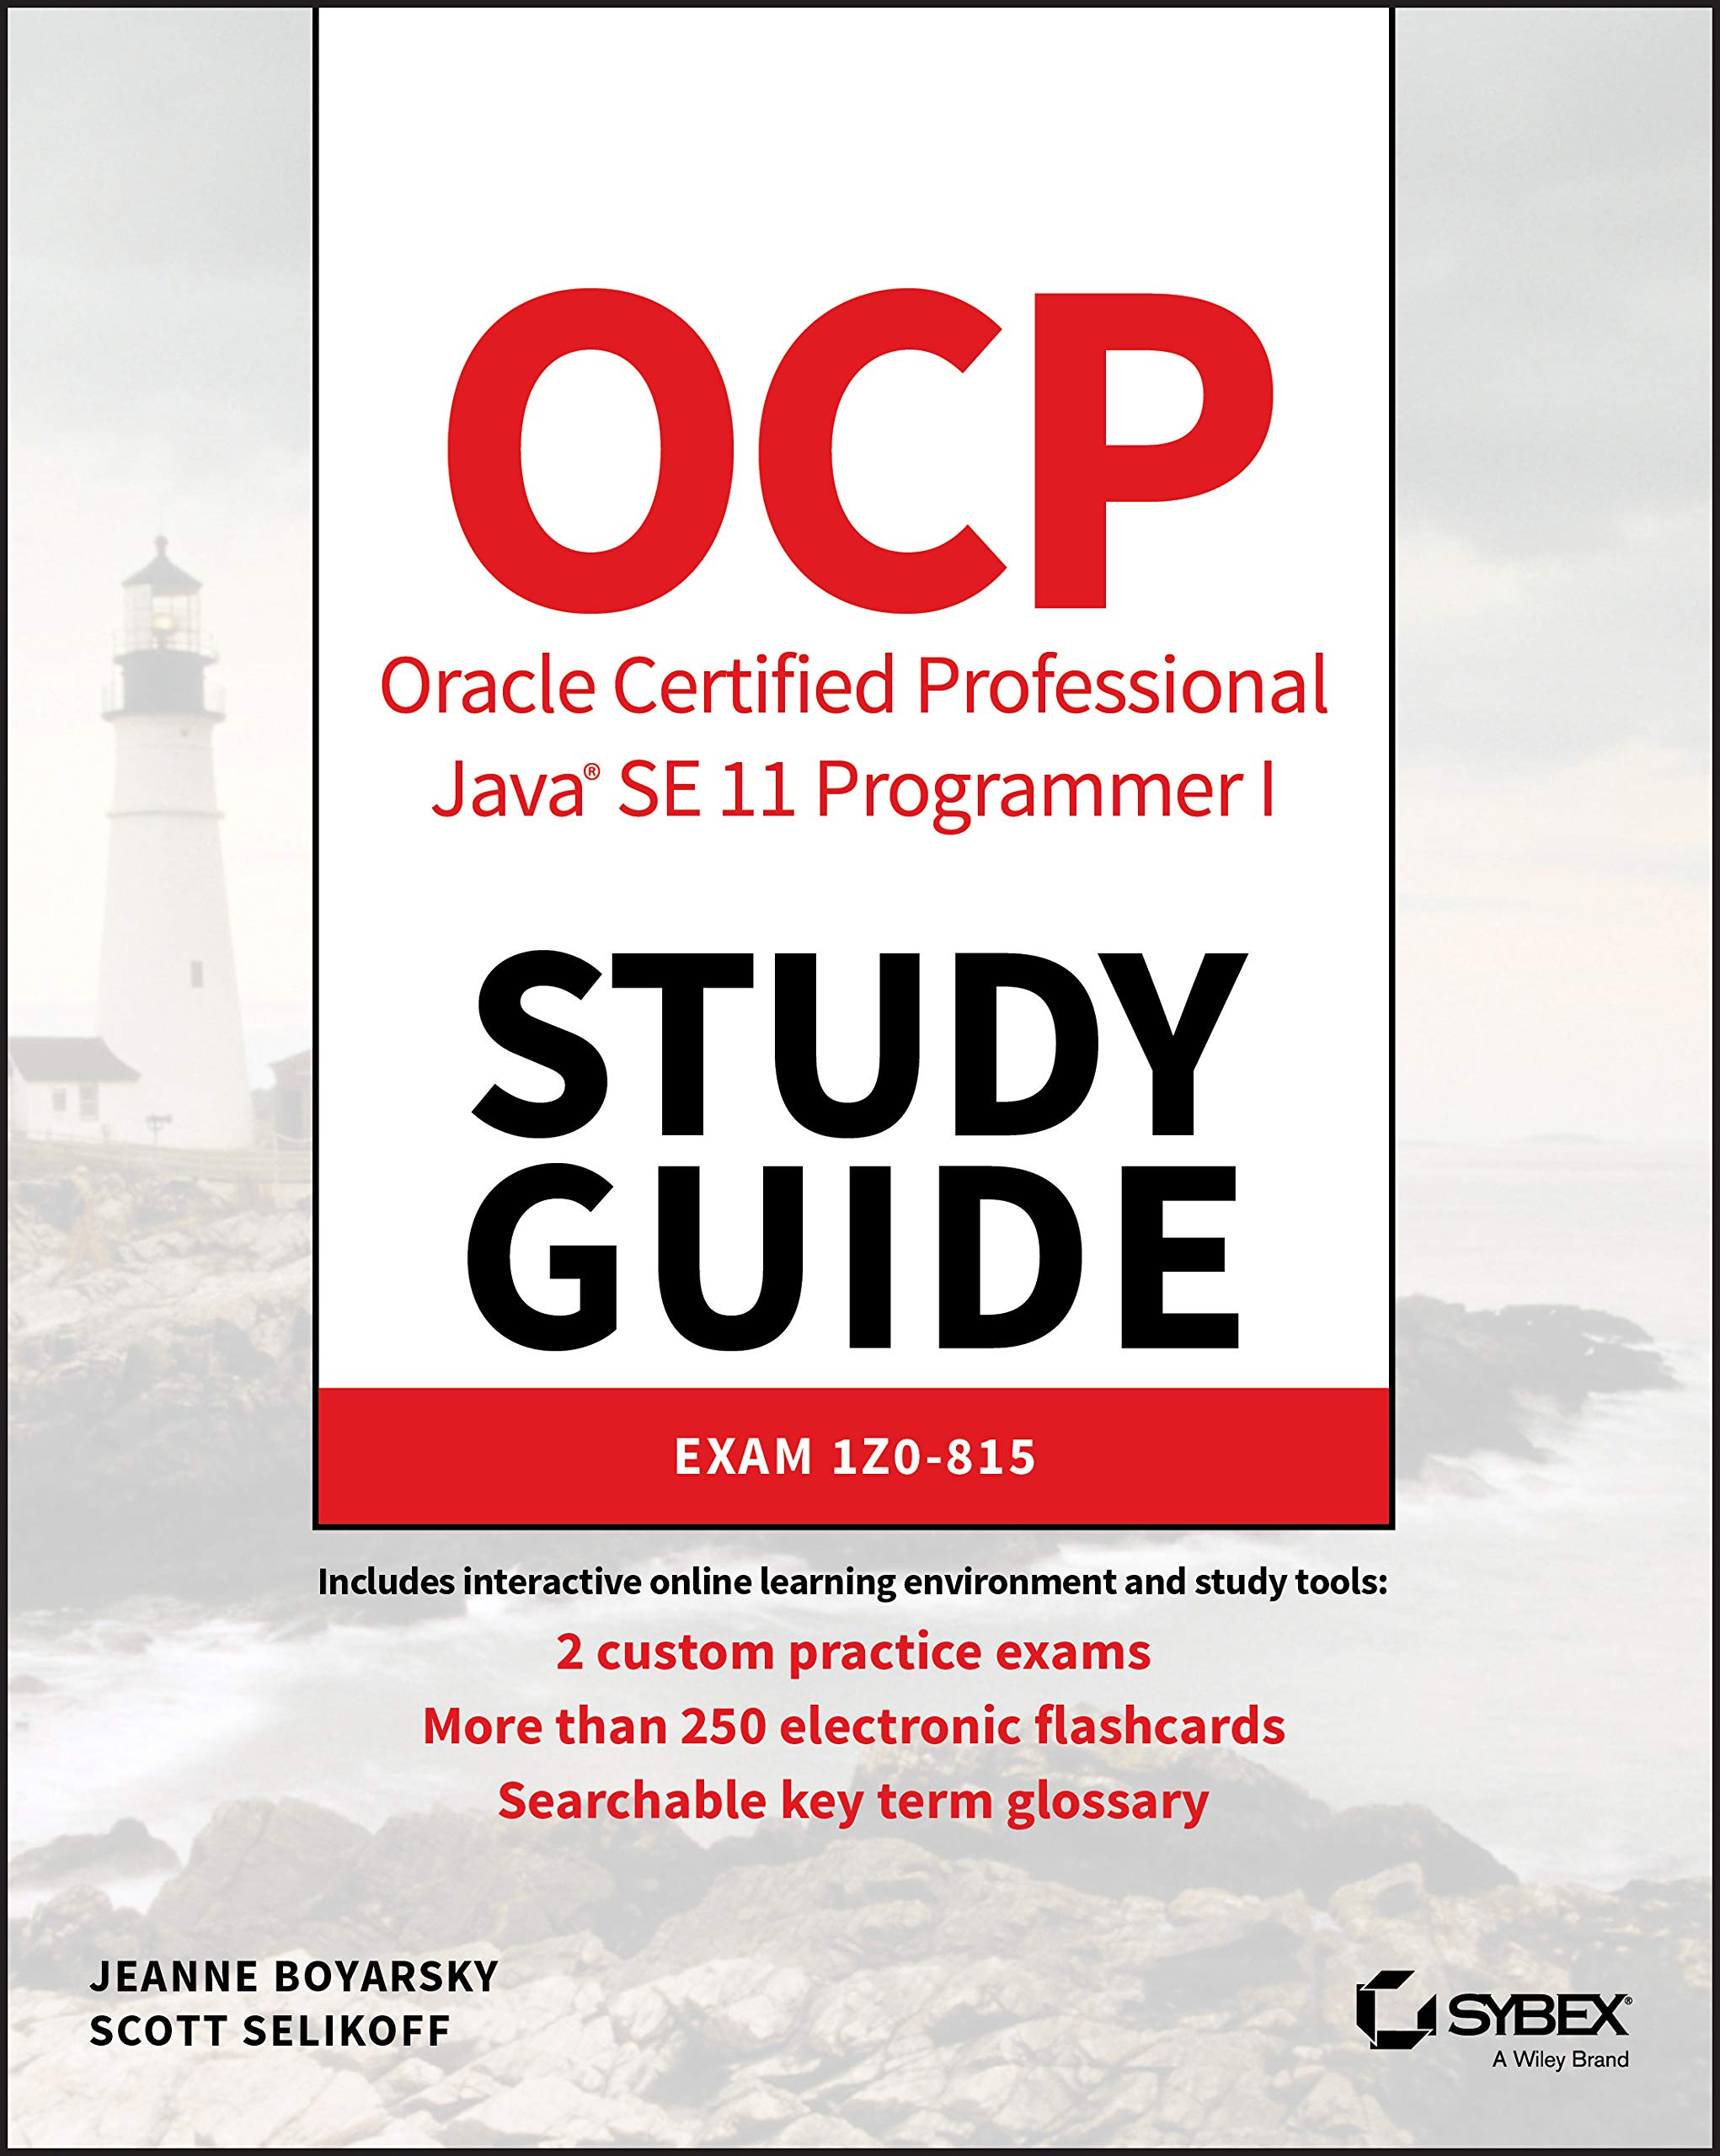 OCP
Oracle Certified Professional
Java® SE 11 Programmer I
STUDY
GUIDE
EXAM 1Z0-815
Includes interactive online learning environment and study tools:
2 custom practice exams
More than 250 electronic flashcards
Searchable key term glossary
JEANNE BOYARSKY
SCOTT SELIKOFF
SYBEX®
A Wiley Brand